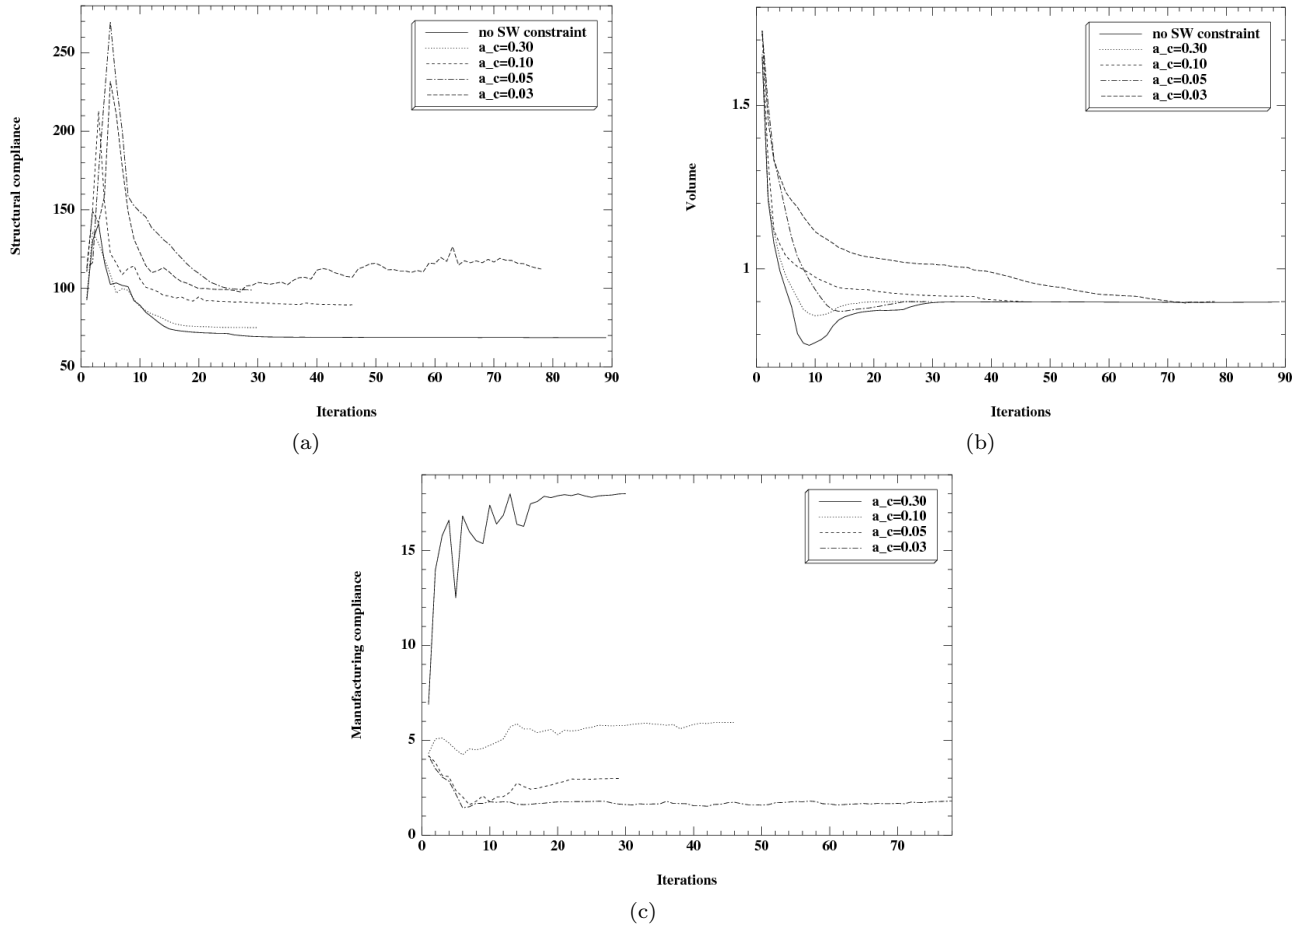 Structural compliance
250
200
150
100
50
0
10
20
30
40
50
60
70
80
90
Iterations
no SW constraint
a_c=0.30
a_c=0.10
a_c=0.05
a_c=0.03
(a)
Volume
1.5
1
0
10
20
30
40
50
60
70
80
90
Iterations
no SW constraint
a_c=0.30
a_c=0.10
a_c=0.05
a_c=0.03
(b)
Manufacturing compliance
15
10
5
0
0
10
20
30
40
50
60
70
Iterations
a_c=0.30
a_c=0.10
a_c=0.05
a_c=0.03
(c)